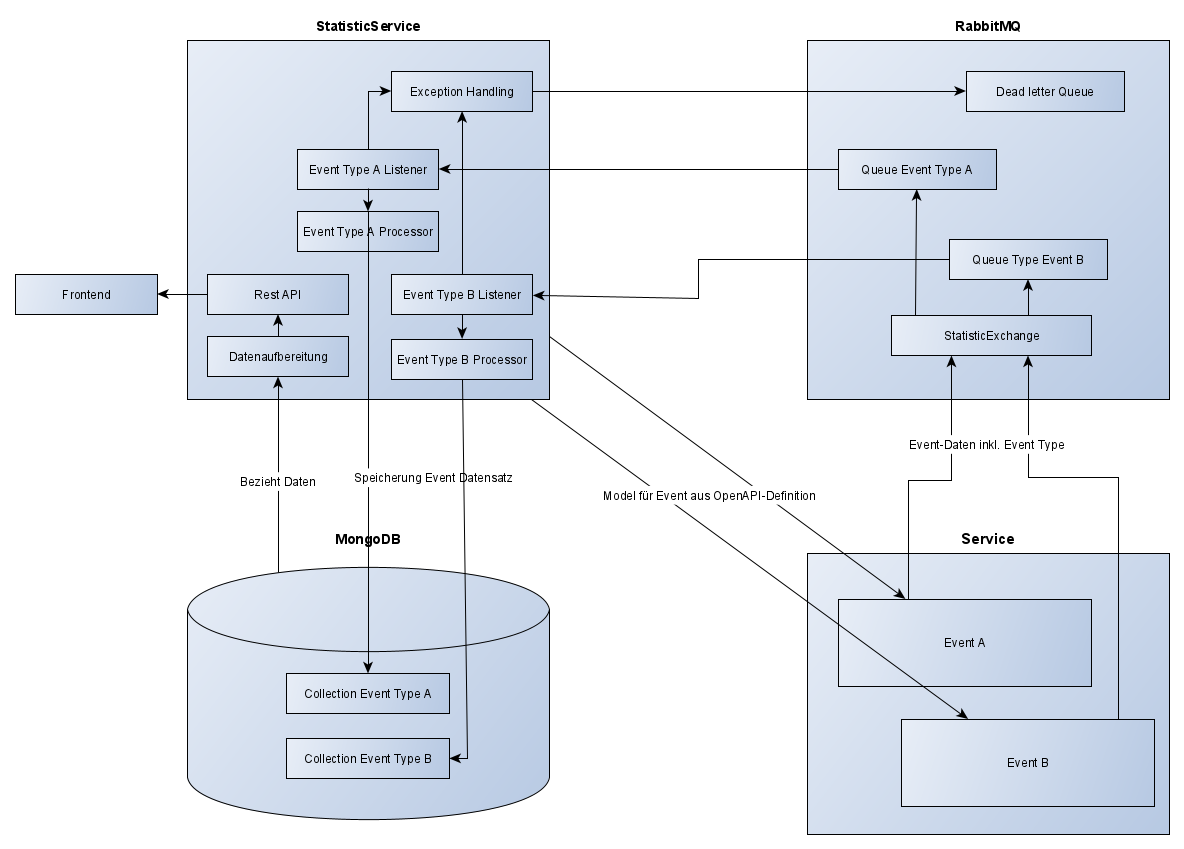 StatisticService
RabbitMQ
Exception Handling
Dead letter Queue
Event Type A Listener
Queue Event Type A
Event Type A Processor
Queue Type Event B
Frontend
Rest API
Event Type B Listener
StatisticExchange
Datenaufbereitung
Event Type B Processor
Event-Daten inkl. Event Type
Bezieht Daten
Speicherung Event Datensatz
Model für Event aus OpenAPI-Definition
MongoDB
Service
Event A
Collection Event Type A
Collection Event Type B
Event B